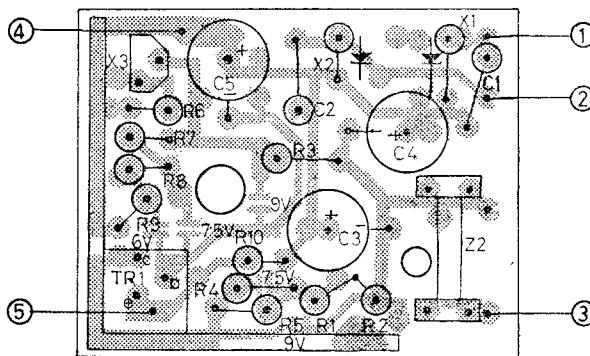 ④
X1
①
X3
+
X2
C5
C1
②
R6
C2
C4
+
R7
R3
R8
9V
R9
7.5V
+
6V
R10
C3
Z2
c
TR1
b
e
R4
7.5V
⑤
③
R5
R1
R2
9V